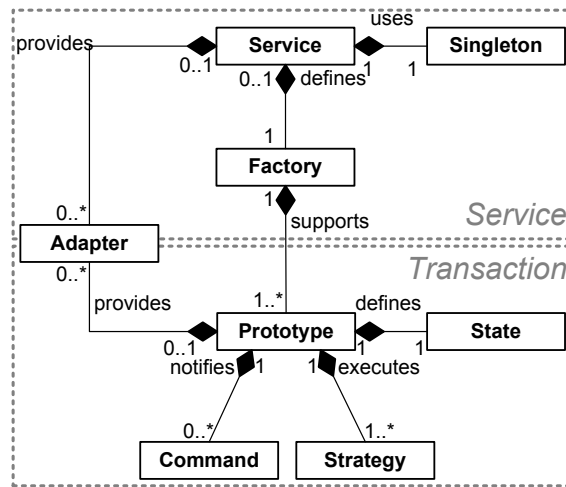 uses
provides
Service
Singleton
0..1
0..1
defines
1
1
1
Factory
1
supports
Service
0..*
Adapter
0..*
Transaction
provides
1..*
defines
Prototype
State
0..1
notifies
1
1
executes
1
1
0..*
1..*
Command
Strategy